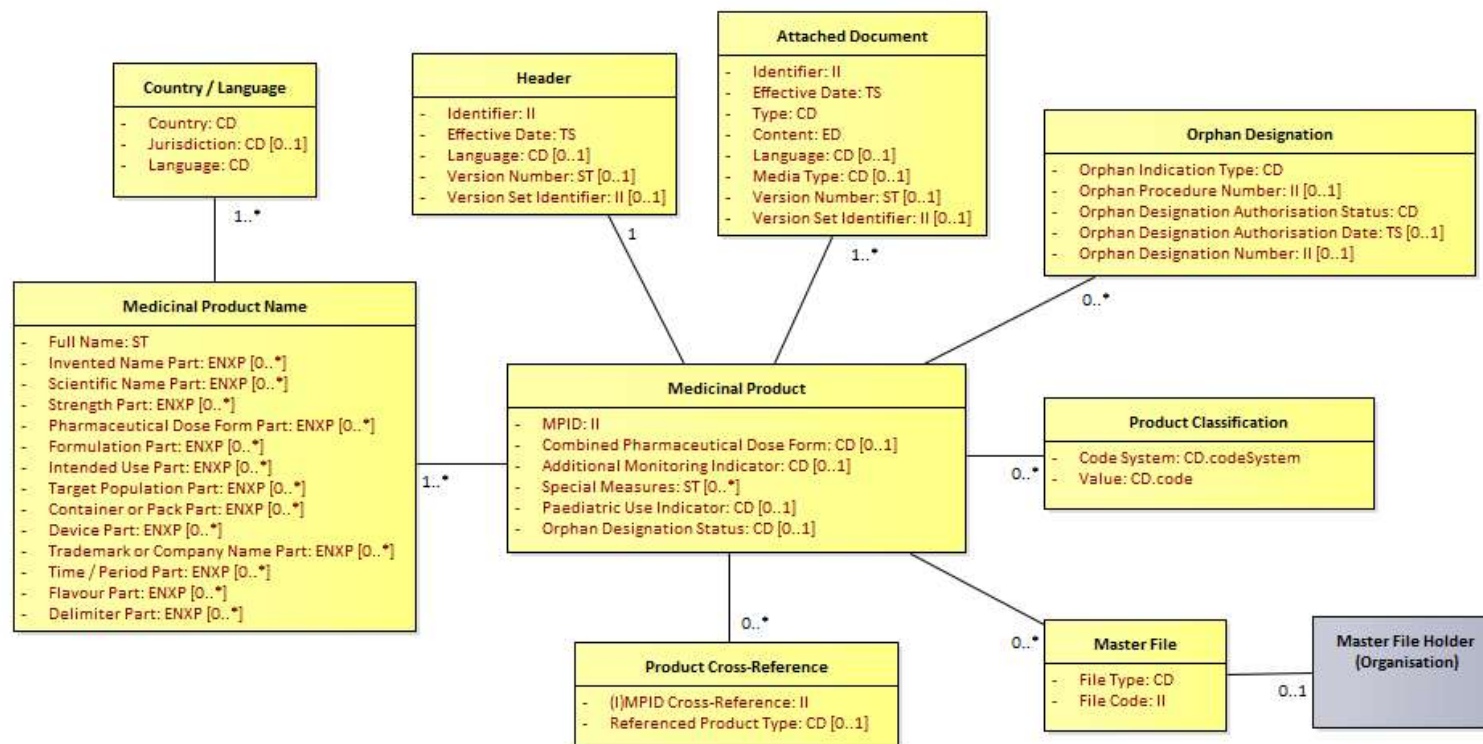 Country / Language
- Country: CD
- Jurisdiction: CD [0..1]
- Language: CD
1..*
Header
- Identifier: II
- Effective Date: TS
- Language: CD [0..1]
- Version Number: ST [0..1]
- Version Set Identifier: II [0..1]
1
Attached Document
- Identifier: II
- Effective Date: TS
- Type: CD
- Content: ED
- Language: CD [0..1]
- Media Type: CD [0..1]
- Version Number: ST [0..1]
- Version Set Identifier: II [0..1]
1..*
Orphan Designation
- Orphan Indication Type: CD
- Orphan Procedure Number: II [0..1]
- Orphan Designation Authorisation Status: CD
- Orphan Designation Authorisation Date: TS [0..1]
- Orphan Designation Number: II [0..1]
0..*
Medicinal Product Name
- Full Name: ST
- Invented Name Part: ENXP [0..*]
- Scientific Name Part: ENXP [0..*]
- Strength Part: ENXP [0..*]
- Pharmaceutical Dose Form Part: ENXP [0..*]
- Formulation Part: ENXP [0..*]
- Intended Use Part: ENXP [0..*]
- Target Population Part: ENXP [0..*]
- Container or Pack Part: ENXP [0..*]
- Device Part: ENXP [0..*]
- Trademark or Company Name Part: ENXP [0..*]
- Time / Period Part: ENXP [0..*]
- Flavour Part: ENXP [0..*]
- Delimiter Part: ENXP [0..*]
1..*
Medicinal Product
- MPID: II
- Combined Pharmaceutical Dose Form: CD [0..1]
- Additional Monitoring Indicator: CD [0..1]
- Special Measures: ST [0..*]
- Paediatric Use Indicator: CD [0..1]
- Orphan Designation Status: CD [0..1]
0..*
Product Classification
- Code System: CD.codeSystem
- Value: CD.code
0..*
Product Cross-Reference
- (I)MPID Cross-Reference: II
- Referenced Product Type: CD [0..1]
0..*
Master File
- File Type: CD
- File Code: II
0..1
Master File Holder
(Organisation)